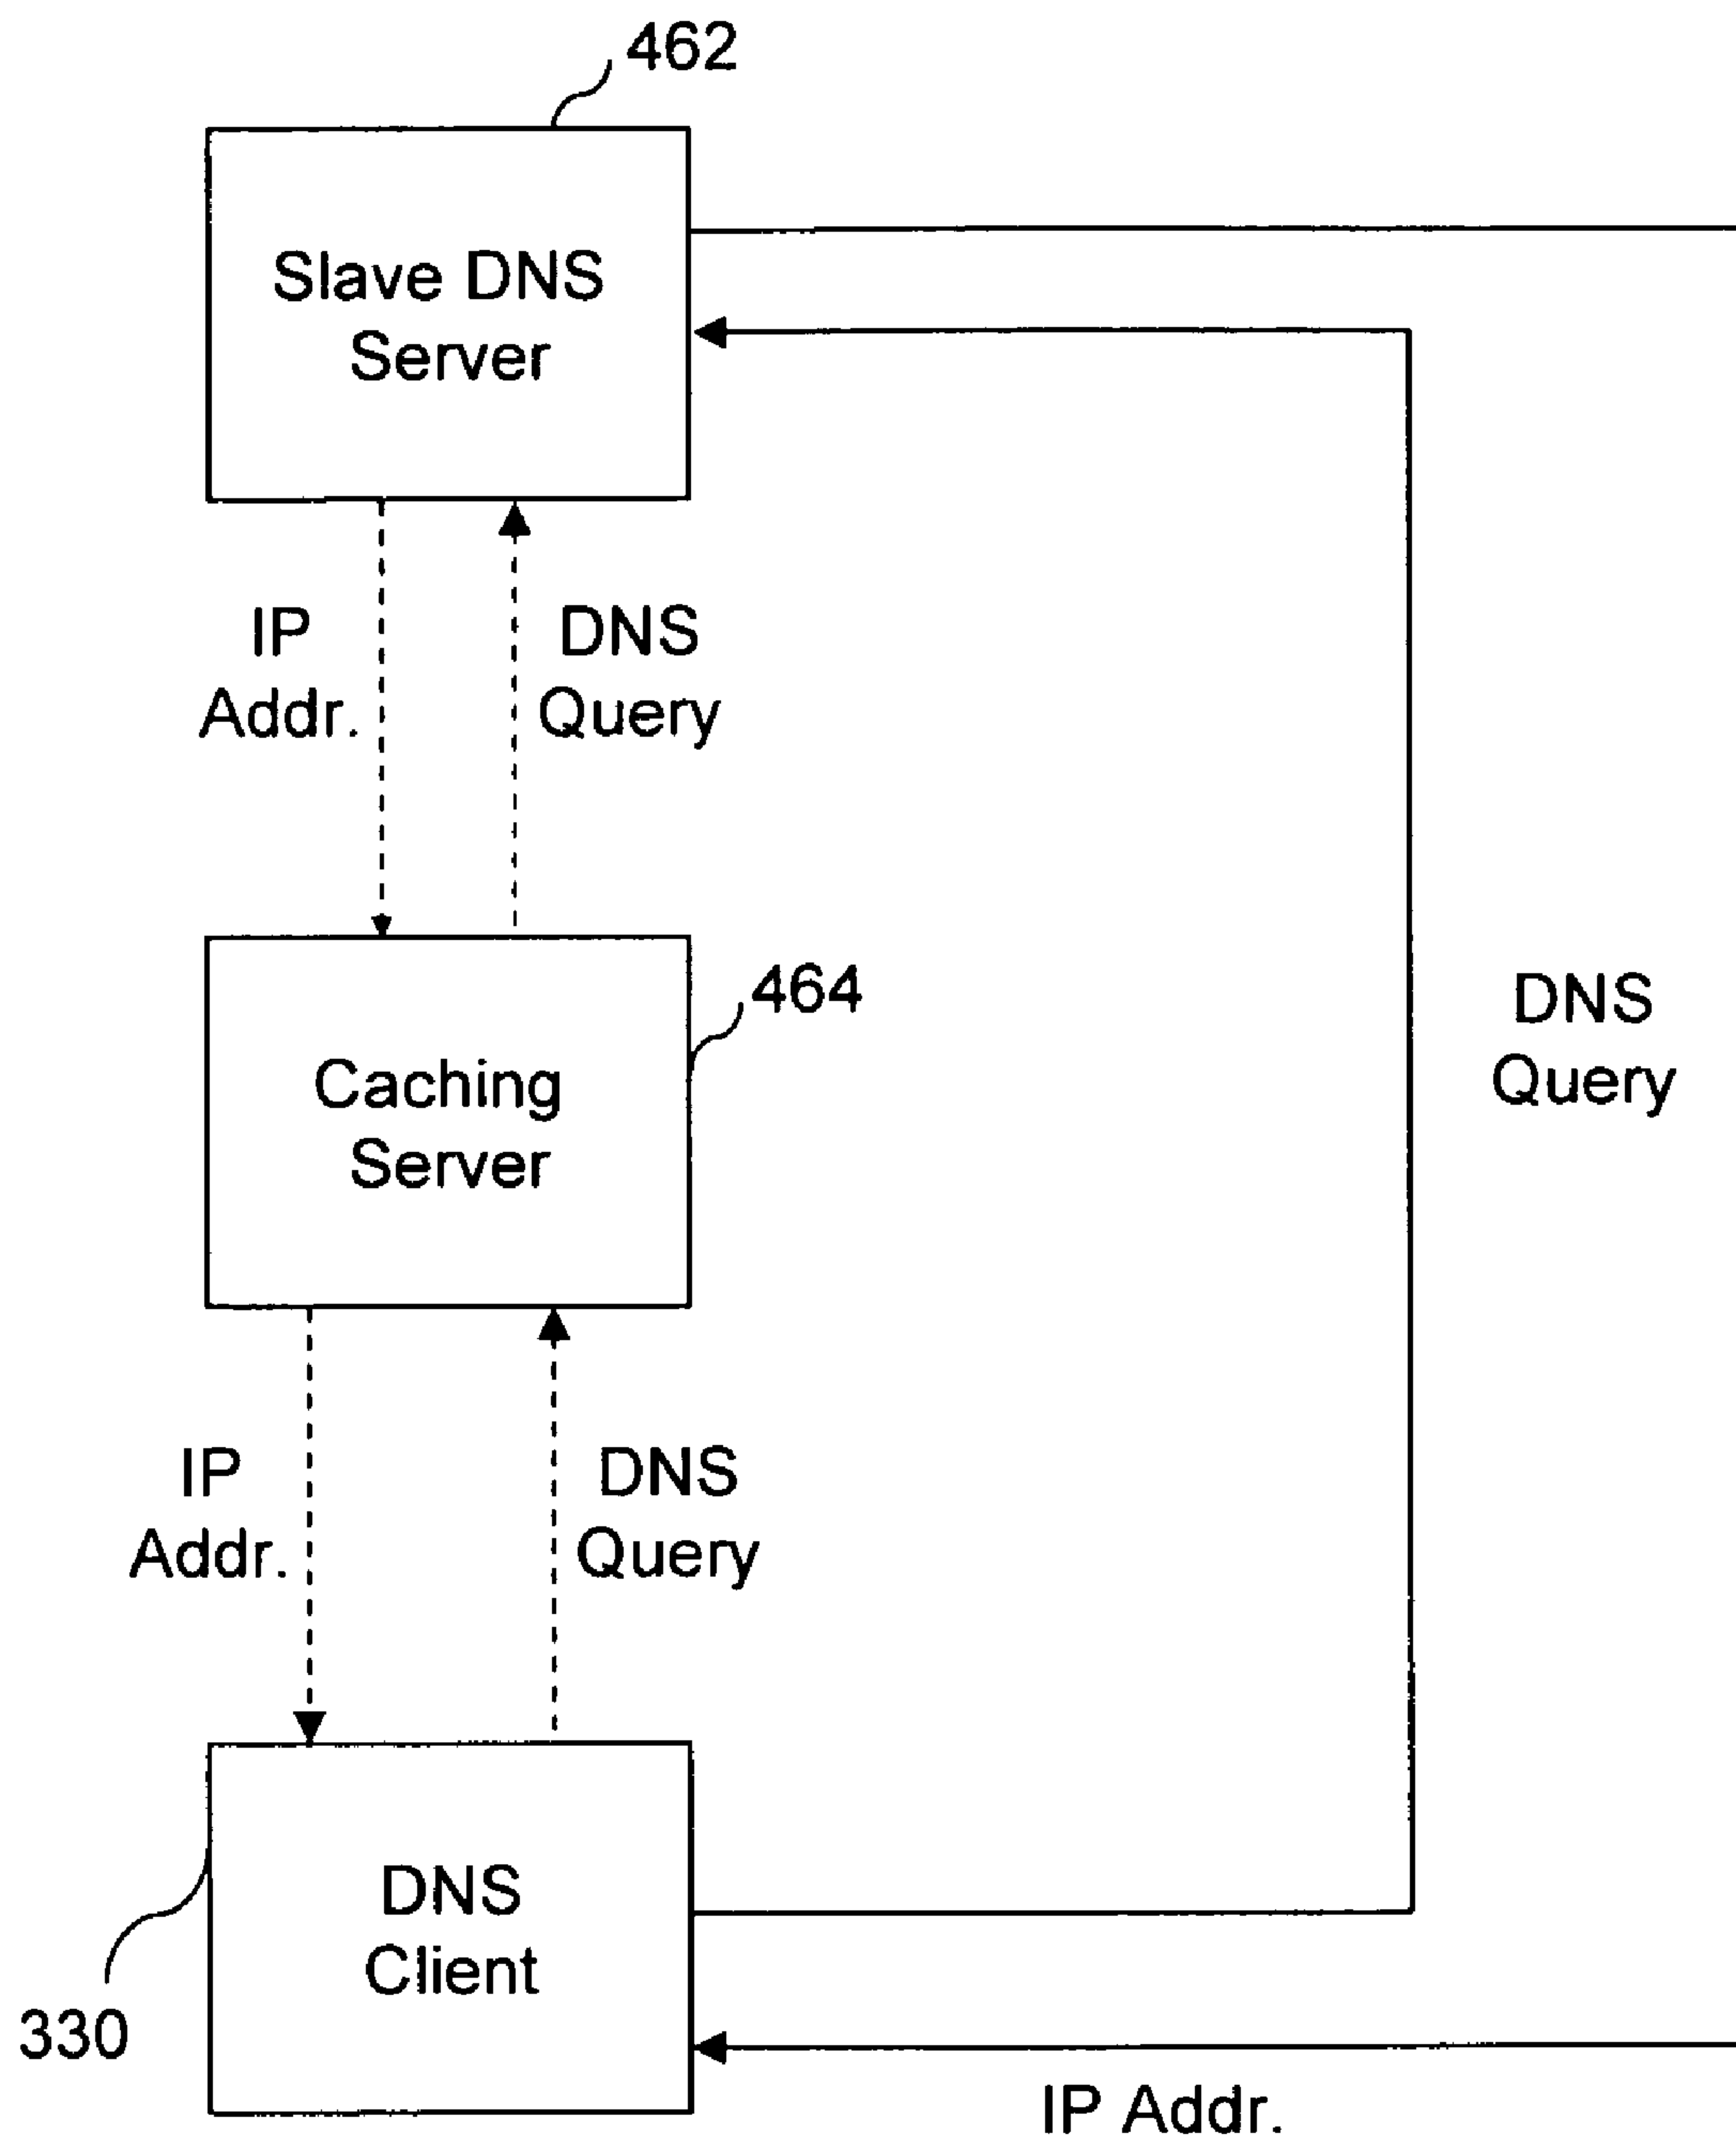 462
Slave DNS
Server
IP
Addr.
DNS
Query
464
Caching
Server
DNS
Query
IP
Addr.
DNS
Query
DNS
Client
330
IP Addr.